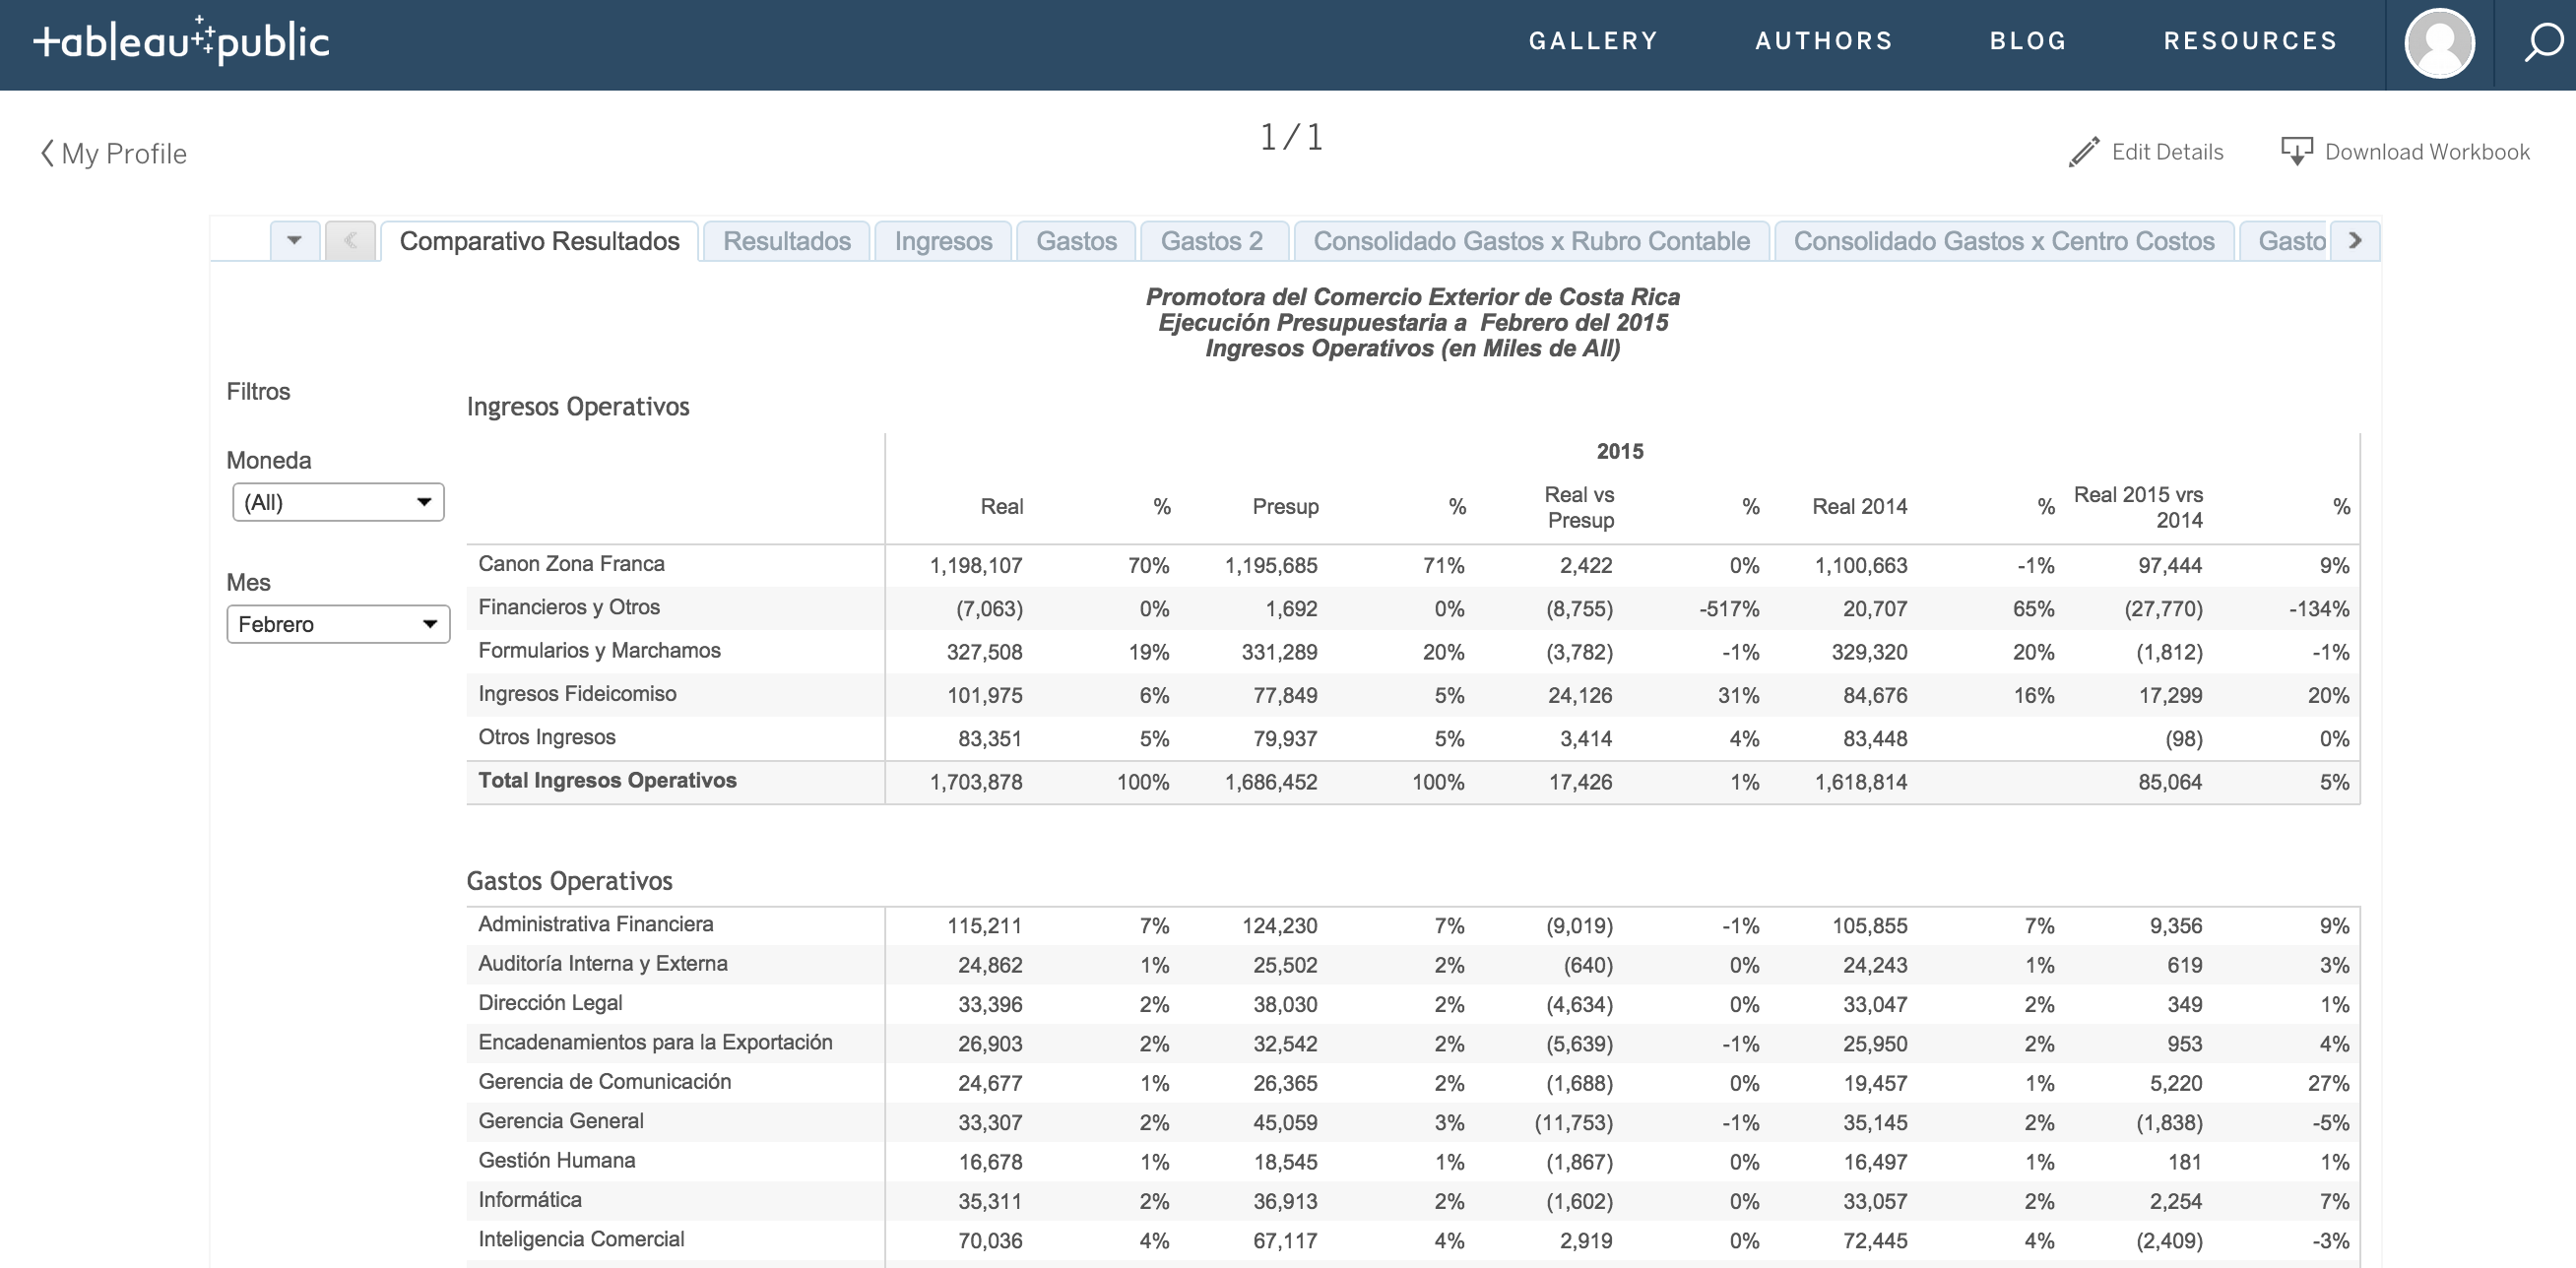 tableau public GALLERY AUTHORS BLOG RESOURCES
My Profile 1/1 Edit Details Download Workbook
Comparativo Resultados Resultados Ingresos Gastos Gastos 2 Consolidado Gastos x Rubro Contable Consolidado Gastos x Centro Costos Gasto
Promotora del Comercio Exterior de Costa Rica
Ejecución Presupuestaria a Febrero del 2015
Ingresos Operativos (en Miles de All)
Filtros
Moneda
(All)
Mes
Febrero
Ingresos Operativos
2015
Real % Presup % Real vs Presup % Real 2014 % Real 2015 vrs 2014 %
Canon Zona Franca 1,198,107 70% 1,195,685 71% 2,422 0% 1,100,663 -1% 97,444 9%
Financieros y Otros (7,063) 0% 1,692 0% (8,755) -517% 20,707 65% (27,770) -134%
Formularios y Marchamos 327,508 19% 331,289 20% (3,782) -1% 329,320 20% (1,812) -1%
Ingresos Fideicomiso 101,975 6% 77,849 5% 24,126 31% 84,676 16% 17,299 20%
Otros Ingresos 83,351 5% 79,937 5% 3,414 4% 83,448 (98) 0%
Total Ingresos Operativos 1,703,878 100% 1,686,452 100% 17,426 1% 1,618,814 85,064 5%
Gastos Operativos
Administrativa Financiera 115,211 7% 124,230 7% (9,019) -1% 105,855 7% 9,356 9%
Auditoría Interna y Externa 24,862 1% 25,502 2% (640) 0% 24,243 1% 619 3%
Dirección Legal 33,396 2% 38,030 2% (4,634) 0% 33,047 2% 349 1%
Encadenamientos para la Exportación 26,903 2% 32,542 2% (5,639) -1% 25,950 2% 953 4%
Gerencia de Comunicación 24,677 1% 26,365 2% (1,688) 0% 19,457 1% 5,220 27%
Gerencia General 33,307 2% 45,059 3% (11,753) -1% 35,145 2% (1,838) -5%
Gestión Humana 16,678 1% 18,545 1% (1,867) 0% 16,497 1% 181 1%
Informática 35,311 2% 36,913 2% (1,602) 0% 33,057 2% 2,254 7%
Inteligencia Comercial 70,036 4% 67,117 4% 2,919 0% 72,445 4% (2,409) -3%